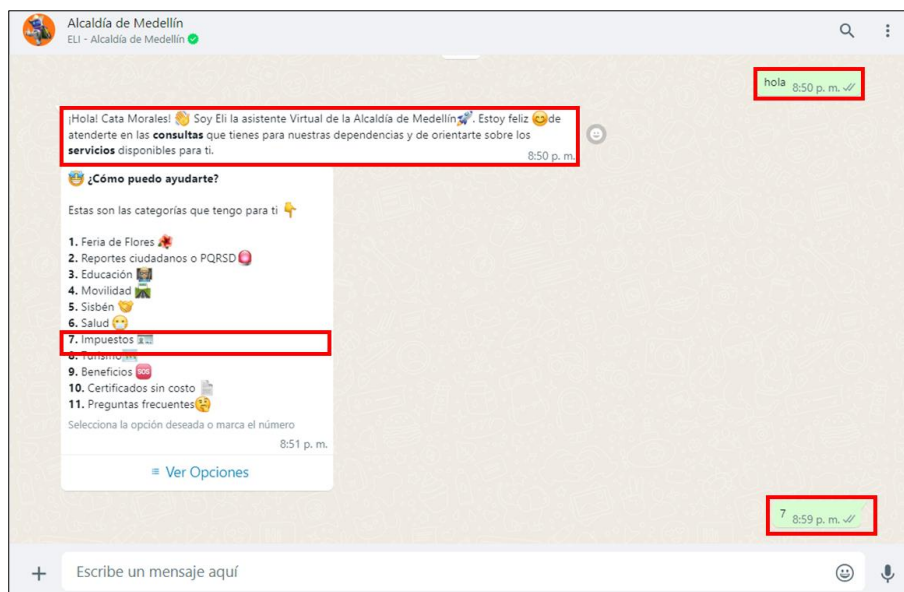 Alcaldía de Medellín
ELI - Alcaldía de Medellín
hola 8:50 p. m.
¡Hola! Cata Morales! 👋 Soy Eli la asistente Virtual de la Alcaldía de Medellín🚀. Estoy feliz 😊de
atenderte en las consultas que tienes para nuestras dependencias y de orientarte sobre los
servicios disponibles para ti.
8:50 p. m.
¿Cómo puedo ayudarte?
Estas son las categorías que tengo para ti 👇
1. Feria de Flores
2. Reportes ciudadanos o PQRSD
3. Educación
4. Movilidad
5. Sisbén
6. Salud
7. Impuestos
8. Turismo
9. Beneficios 🆘
10. Certificados sin costo
11. Preguntas frecuentes
Selecciona la opción deseada o marca el número
8:51 p. m.
Ver Opciones
7 8:59 p. m.
Escribe un mensaje aquí